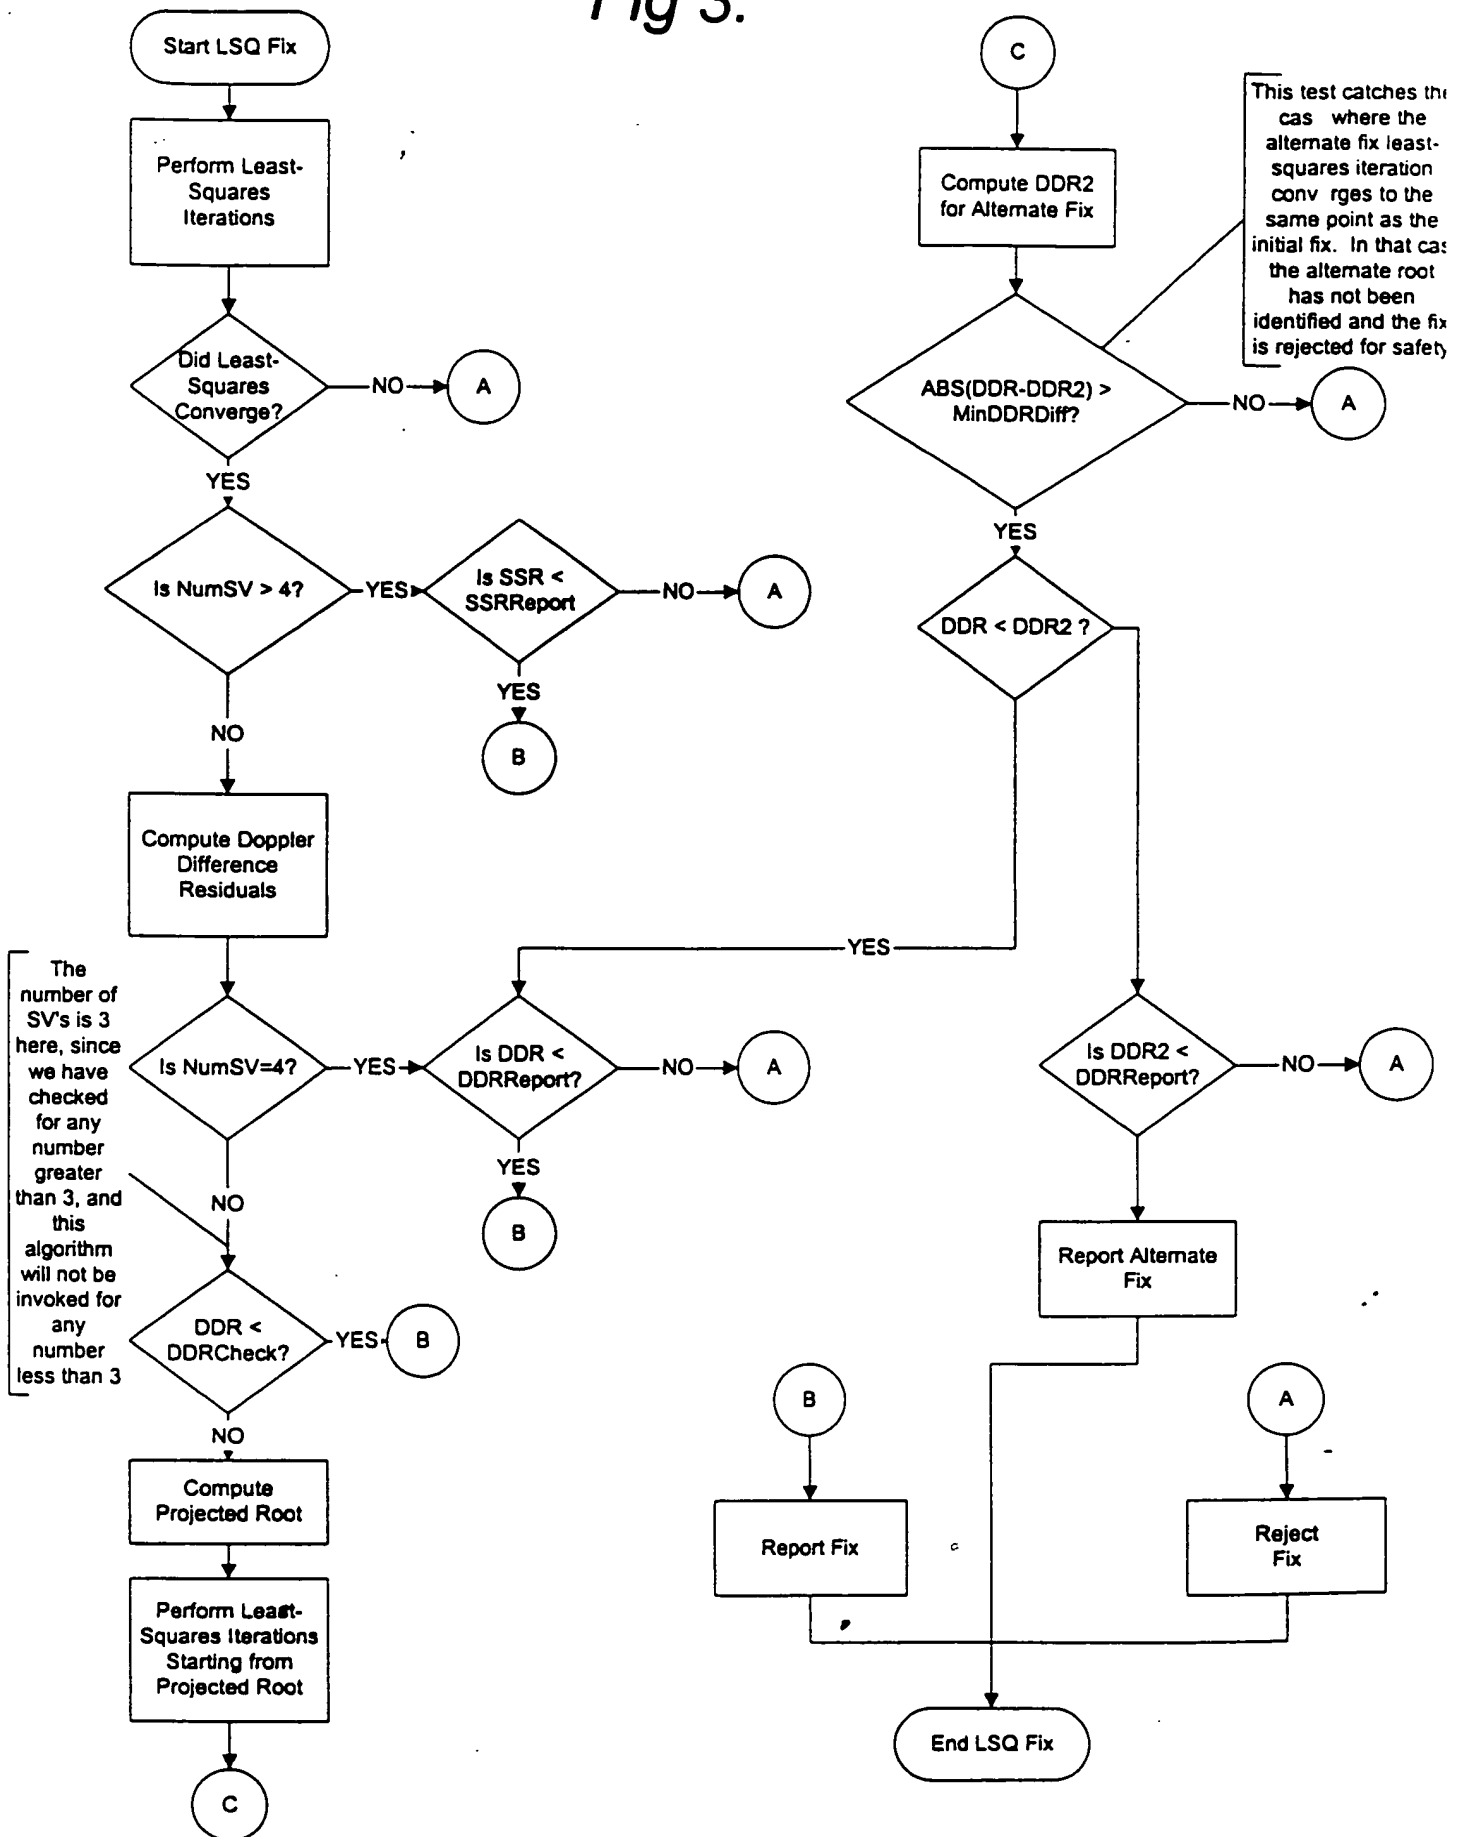 Fig 3.
Start LSQ Fix
Perform Least-
Squares
Iterations
Did Least-
Squares
Converge?
NO
A
YES
Is NumSV > 4?
YES
Is SSR <
SSRReport
NO
A
YES
B
NO
Compute Doppler
Difference
Residuals
The
number of
SV's is 3
here, since
we have
checked
for any
number
greater
than 3, and
this
algorithm
will not be
invoked for
any
number
less than 3
Is NumSV=4?
YES
Is DDR <
DDRReport?
NO
A
YES
B
NO
DDR <
DDRCheck?
YES
B
NO
Compute
Projected Root
Perform Least-
Squares Iterations
Starting from
Projected Root
C
C
Compute DDR2
for Alternate Fix
This test catches the
cas where the
alternate fix least-
squares iteration
conv rges to the
same point as the
initial fix. In that cas
the alternate root
has not been
identified and the fix
is rejected for safety
ABS(DDR-DDR2) >
MinDDRDiff?
NO
A
YES
DDR < DDR2 ?
YES
Is DDR2 <
DDRReport?
NO
A
Report Alternate
Fix
B
A
Report Fix
Reject
Fix
End LSQ Fix